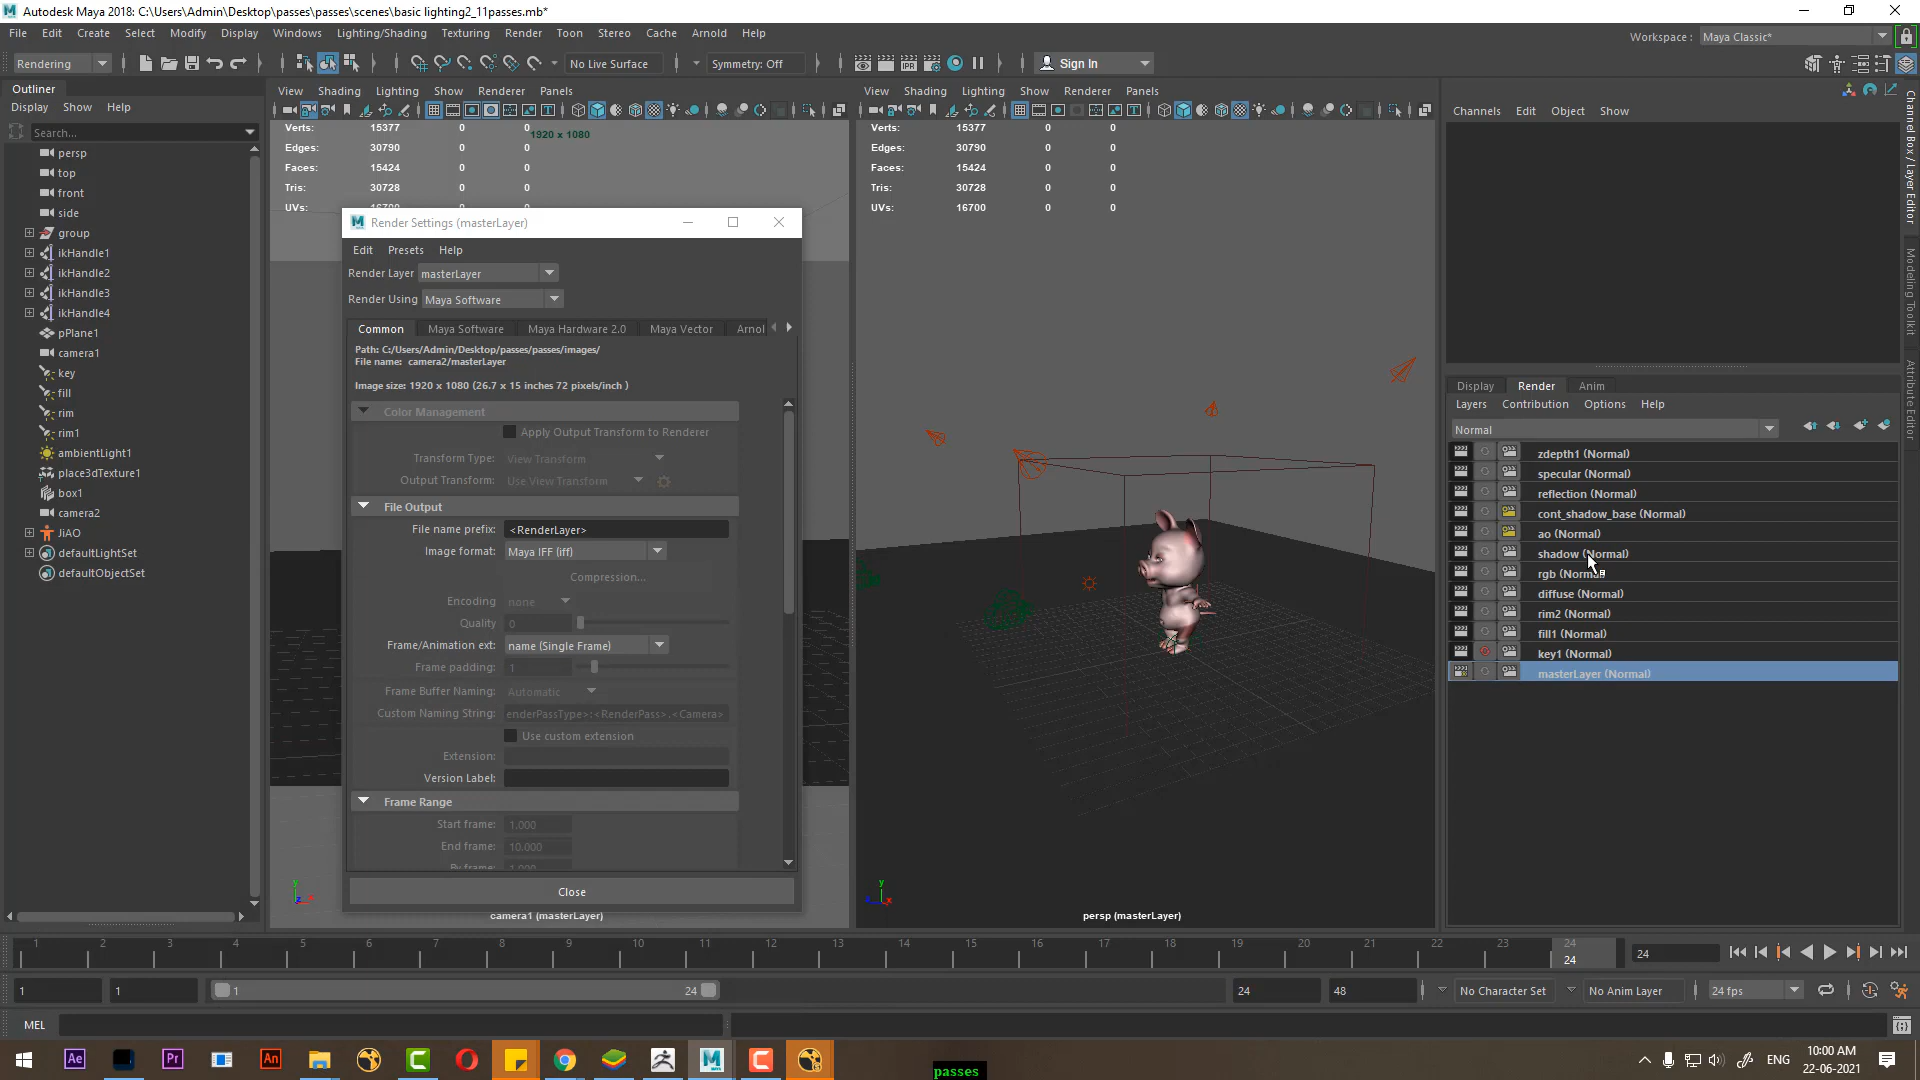 Autodesk Maya 2018: C:\Users\Admin\Desktop\passes\passes\scenes\basic lighting2_11passes.mb*
File Edit Create Select Modify Display Windows Lighting/Shading Texturing Render Toon Stereo Cache Arnold Help
Workspace : Maya Classic*
Rendering
No Live Surface
Symmetry: Off
Sign In
Outliner
Display Show Help
Search...
persp
top
front
side
group
ikHandle1
ikHandle2
ikHandle3
ikHandle4
pPlane1
camera1
key
fill
rim
rim1
ambientLight1
place3dTexture1
box1
camera2
JiAO
defaultLightSet
defaultObjectSet
View Shading Lighting Show Renderer Panels
Verts: 15377 0 0
1920 x 1080
Edges: 30790 0 0
Faces: 15424 0 0
Tris: 30728 0 0
UVs: 16700 0 0
Render Settings (masterLayer)
Edit Presets Help
Render Layer masterLayer
Render Using Maya Software
Common Maya Software Maya Hardware 2.0 Maya Vector Arnol
Path: C:/Users/Admin/Desktop/passes/passes/images/
File name: camera2/masterLayer
Image size: 1920 x 1080 (26.7 x 15 inches 72 pixels/inch )
Color Management
Apply Output Transform to Renderer
Transform Type: View Transform
Output Transform: Use View Transform
File Output
File name prefix: <RenderLayer>
Image format: Maya IFF (iff)
Compression...
Encoding none
Quality 0
Frame/Animation ext: name (Single Frame)
Frame padding: 1
Frame Buffer Naming: Automatic
Custom Naming String: enderPassType>:<RenderPass>.<Camera>
Use custom extension
Extension:
Version Label:
Frame Range
Start frame: 1.000
End frame: 10.000
By frame: 1.000
Close
camera1 (masterLayer)
View Shading Lighting Show Renderer Panels
Verts: 15377 0 0
Edges: 30790 0 0
Faces: 15424 0 0
Tris: 30728 0 0
UVs: 16700 0 0
persp (masterLayer)
Channels Edit Object Show
Display Render Anim
Layers Contribution Options Help
Normal
zdepth1 (Normal)
specular (Normal)
reflection (Normal)
cont_shadow_base (Normal)
ao (Normal)
shadow (Normal)
rgb (Normal)
diffuse (Normal)
rim2 (Normal)
fill1 (Normal)
key1 (Normal)
masterLayer (Normal)
Channel Box / Layer Editor
Modeling Toolkit
Attribute Editor
1 2 3 4 5 6 7 8 9 10 11 12 13 14 15 16 17 18 19 20 21 22 23 24
24
24
1 1 1 24 24 48 No Character Set No Anim Layer 24 fps
MEL
Ae Pr An
passes
ENG
10:00 AM
22-06-2021